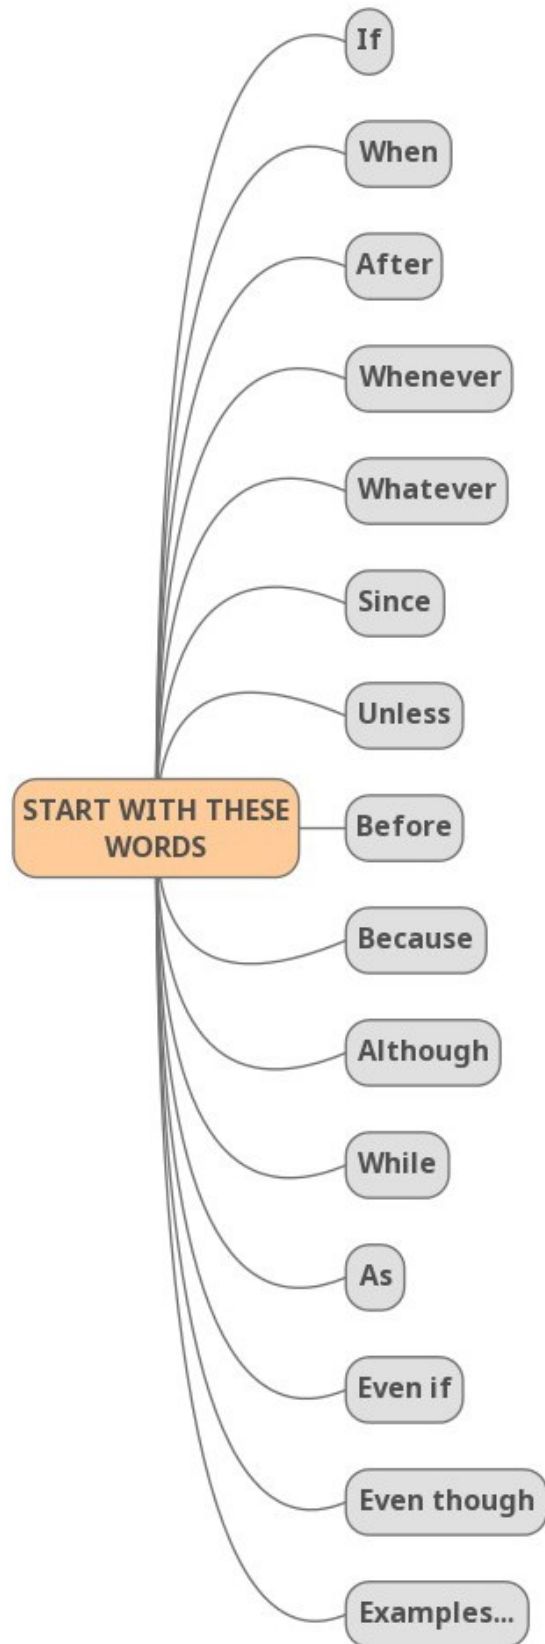 If
When
After
Whenever
Whatever
Since
Unless
START WITH THESE
WORDS
Before
Because
Although
While
As
Even if
Even though
Examples...